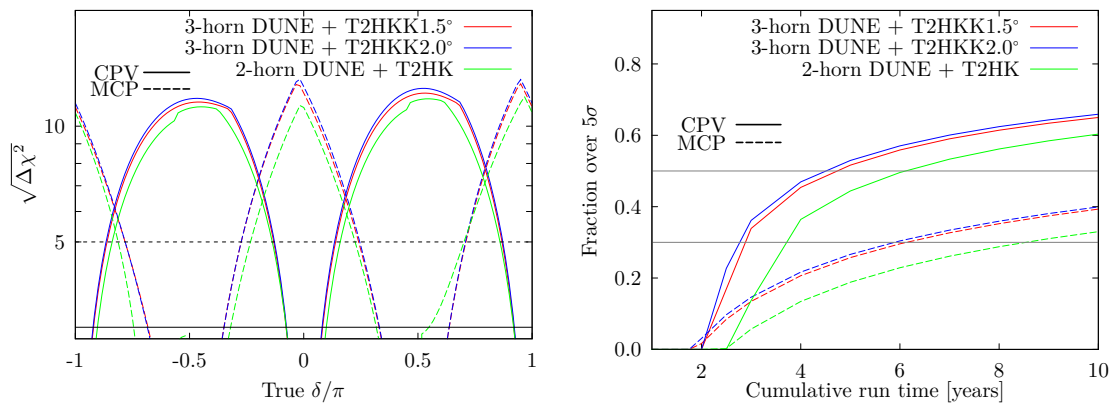 3-horn DUNE + T2HKK1.5°
3-horn DUNE + T2HKK2.0°
2-horn DUNE + T2HK
CPV
MCP
10
5
√Δχ²
-1 -0.5 0 0.5 1
True δ/π
3-horn DUNE + T2HKK1.5°
3-horn DUNE + T2HKK2.0°
2-horn DUNE + T2HK
CPV
MCP
0.8
0.6
0.4
0.2
0.0
Fraction over 5σ
2 4 6 8 10
Cumulative run time [years]